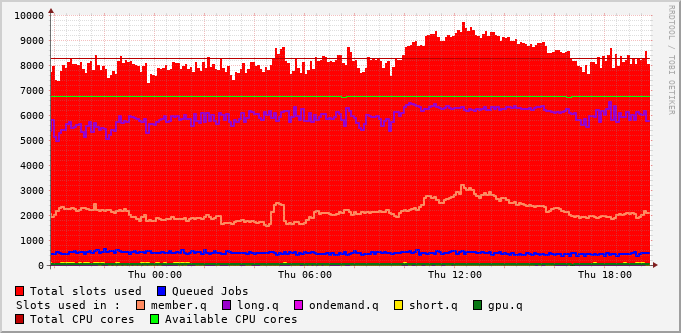 RRDTOOL / TOBI OETIKER
10000
9000
8000
7000
6000
5000
4000
3000
2000
1000
0
Thu 00:00 Thu 06:00 Thu 12:00 Thu 18:00
Total slots used Queued Jobs
Slots used in : member.q long.q ondemand.q short.q gpu.q
Total CPU cores Available CPU cores